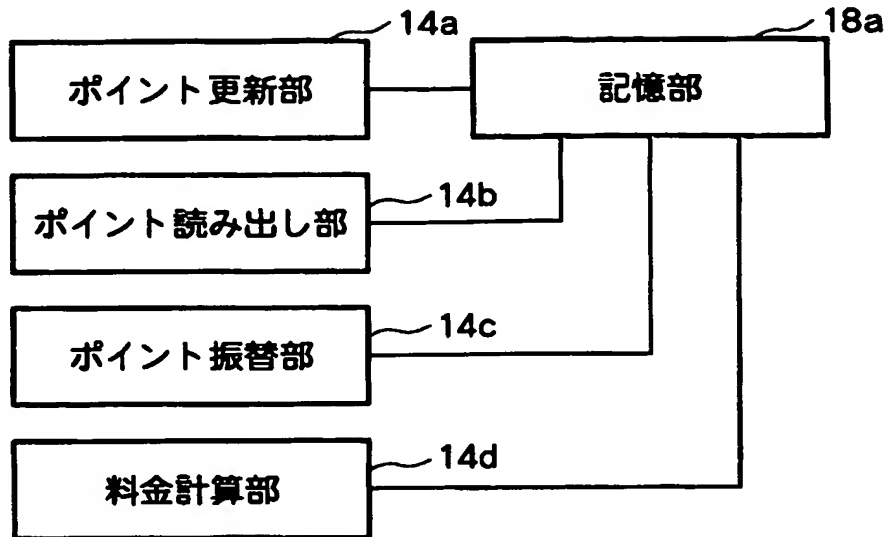 14a
18a
ポイント更新部
記憶部
14b
ポイント読み出し部
14c
ポイント振替部
14d
料金計算部